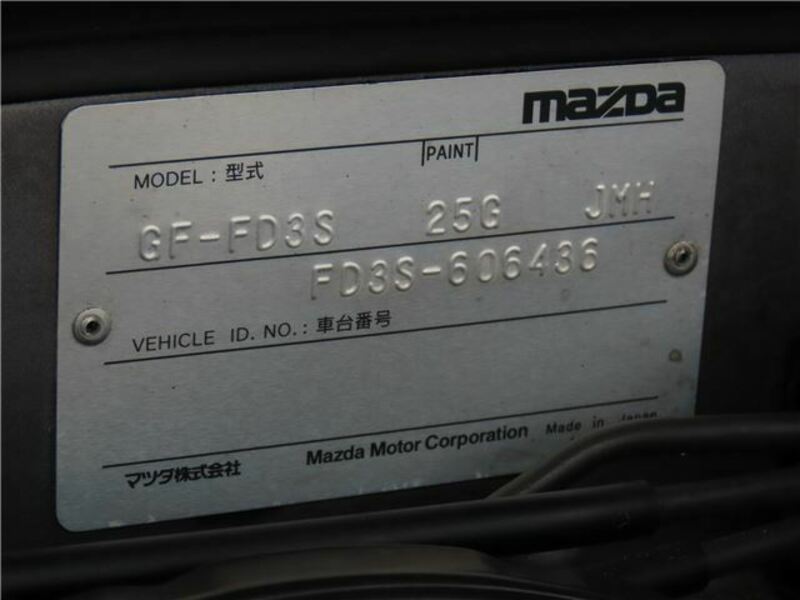 mazda
MODEL : 型式 PAINT
GF-FD3S 25G JMH
FD3S-606436
VEHICLE ID. NO. : 車台番号
マツダ株式会社 Mazda Motor Corporation Made in Japan